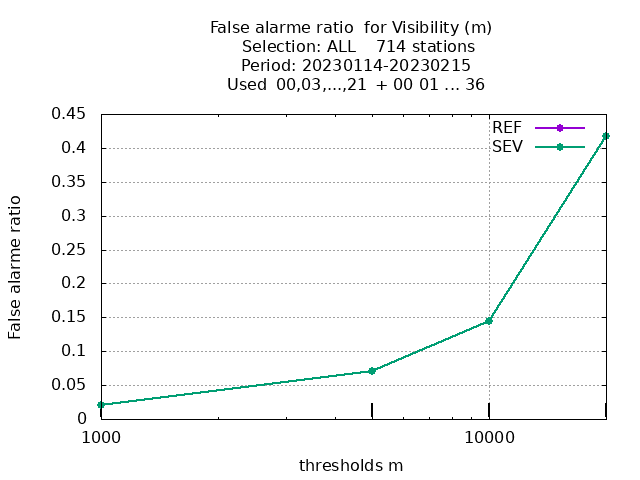 False alarme ratio  for Visibility (m)
Selection: ALL    714 stations
Period: 20230114-20230215
Used  00,03,...,21  + 00 01 ... 36
REF
SEV
0.45
0.4
0.35
0.3
0.25
0.2
0.15
0.1
0.05
0
False alarme ratio
1000
10000
thresholds m